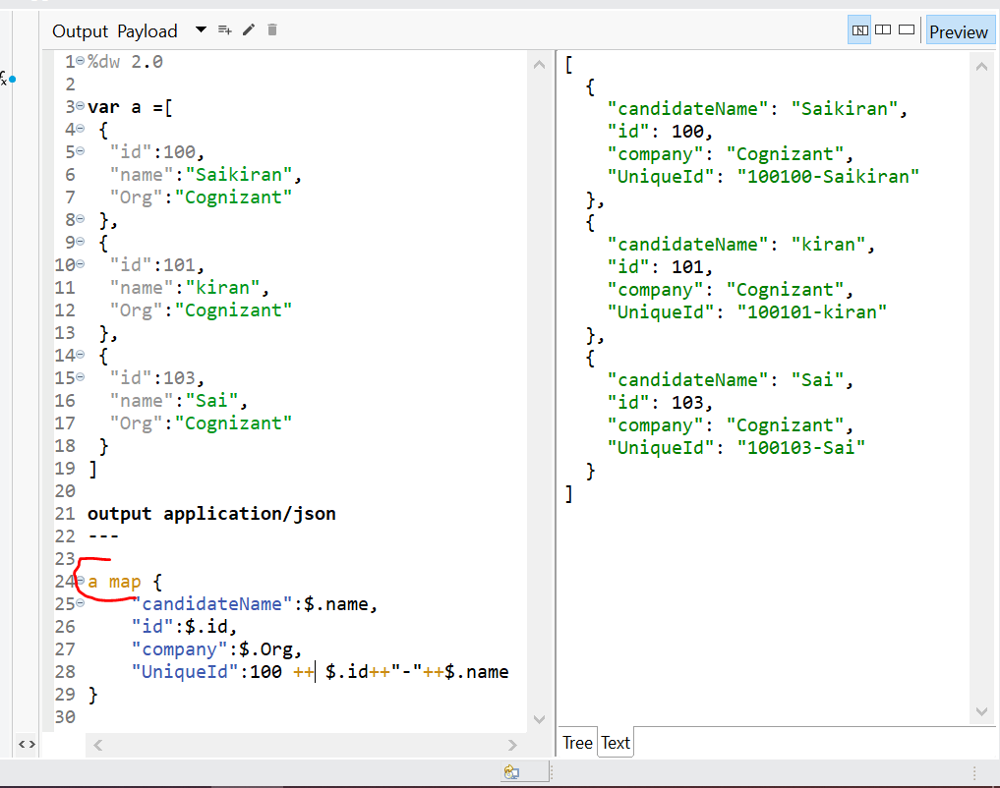 Output Payload
Preview
1 %dw 2.0
2
3 var a =[
4 {
5 "id":100,
6 "name":"Saikiran",
7 "Org":"Cognizant"
8 },
9 {
10 "id":101,
11 "name":"kiran",
12 "Org":"Cognizant"
13 },
14 {
15 "id":103,
16 "name":"Sai",
17 "Org":"Cognizant"
18 }
19 ]
20
21 output application/json
22 ---
23
24 a map {
25 "candidateName":$.name,
26 "id":$.id,
27 "company":$.Org,
28 "UniqueId":100 ++ $.id++"-"++$.name
29 }
30
[
{
"candidateName": "Saikiran",
"id": 100,
"company": "Cognizant",
"UniqueId": "100100-Saikiran"
},
{
"candidateName": "kiran",
"id": 101,
"company": "Cognizant",
"UniqueId": "100101-kiran"
},
{
"candidateName": "Sai",
"id": 103,
"company": "Cognizant",
"UniqueId": "100103-Sai"
}
]
Tree Text